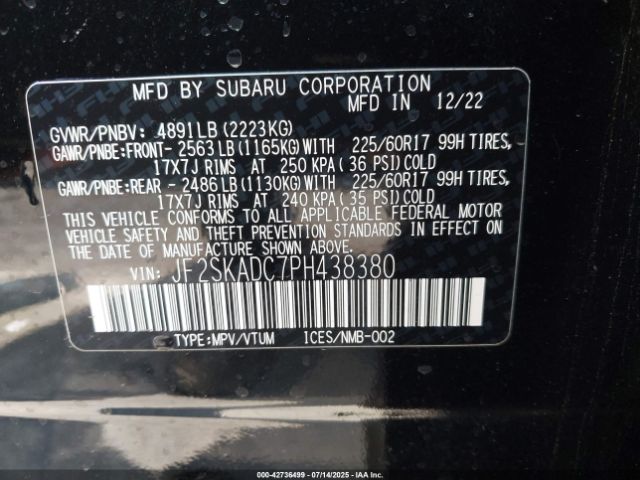 MFD BY SUBARU CORPORATION
MFD IN 12/22
GVWR/PNBV: 4891LB(2223KG)
GAWR/PNBE:FRONT- 2563LB(1165KG)WITH 225/60R17 99H TIRES,
17X7J RIMS AT 250 KPA( 36 PSI)COLD
GAWR/PNBE:REAR - 2486LB(1130KG)WITH 225/60R17 99H TIRES,
17X7J RIMS AT 240 KPA( 35 PSI)COLD
THIS VEHICLE CONFORMS TO ALL APPLICABLE FEDERAL MOTOR
VEHICLE SAFETY AND THEFT PREVENTION STANDARDS IN EFFECT ON
THE DATE OF MANUFACTURE SHOWN ABOVE.
VIN: JF2SKADC7PH438380
TYPE:MPV/VTUM ICES/NMB-002
000-42736499 - 07/14/2025 - IAA Inc.